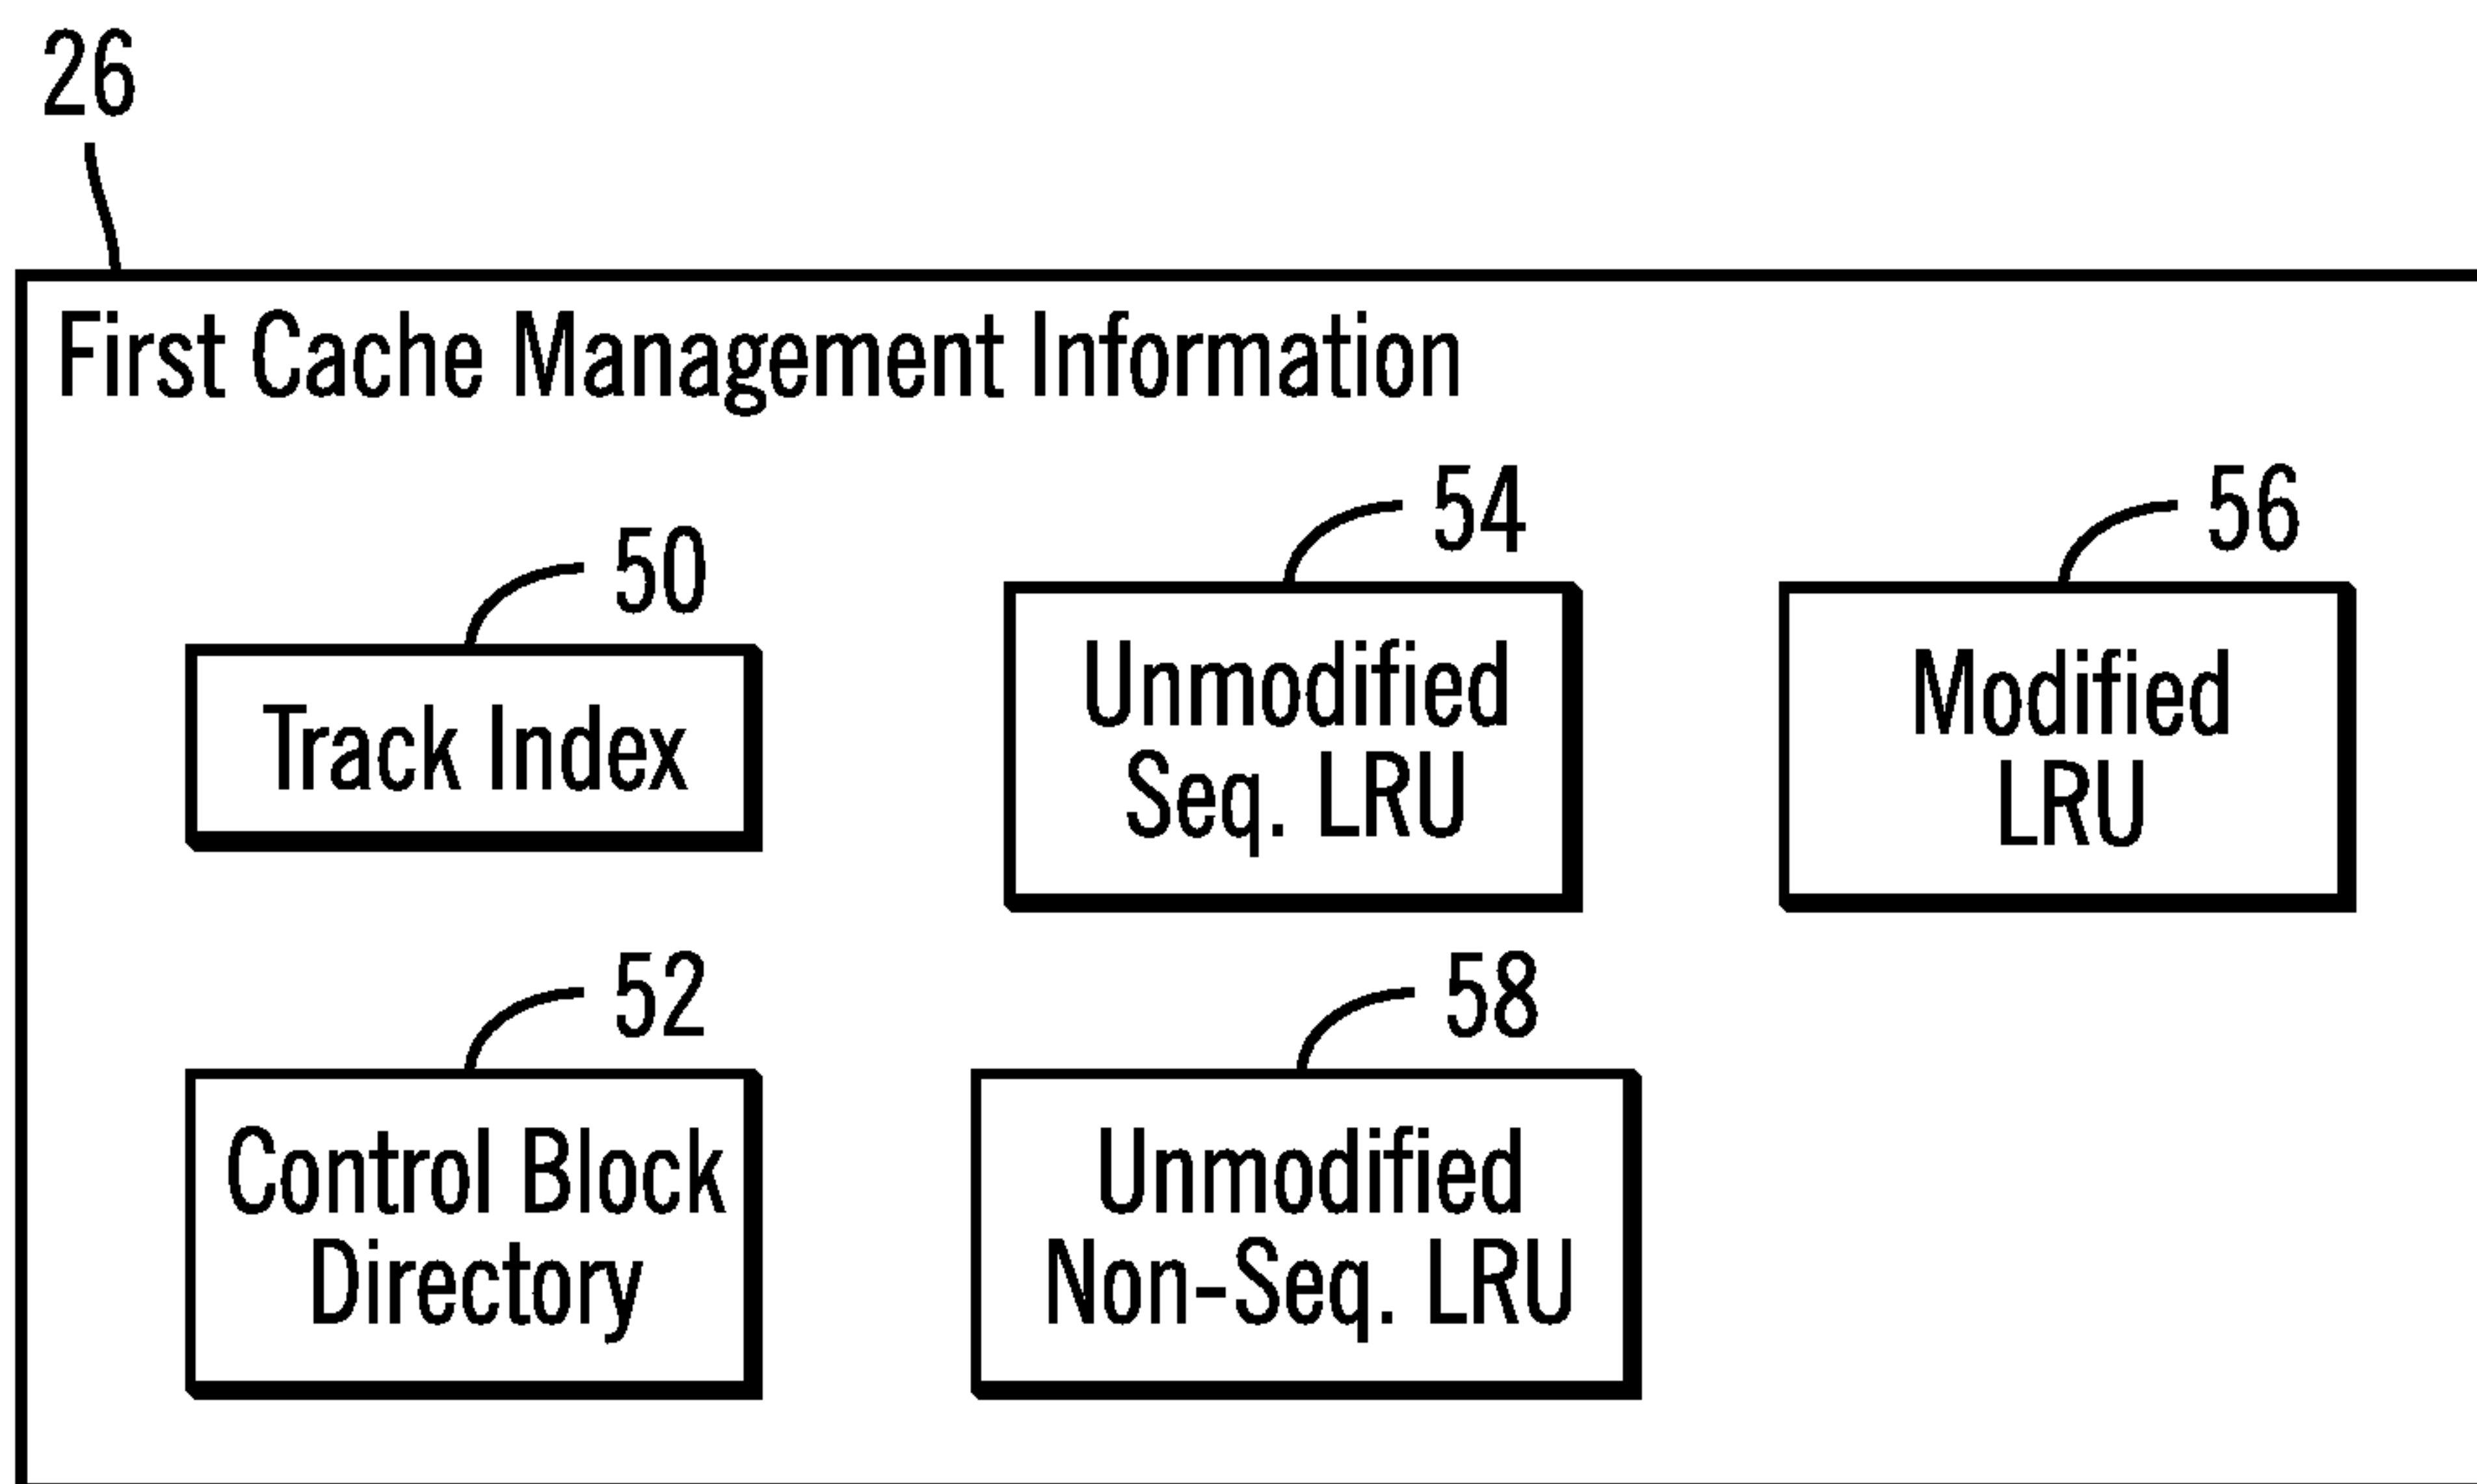 26
First Cache Management Information
50
Track Index
54
Unmodified
Seq. LRU
56
Modified
LRU
52
Control Block
Directory
58
Unmodified
Non-Seq. LRU